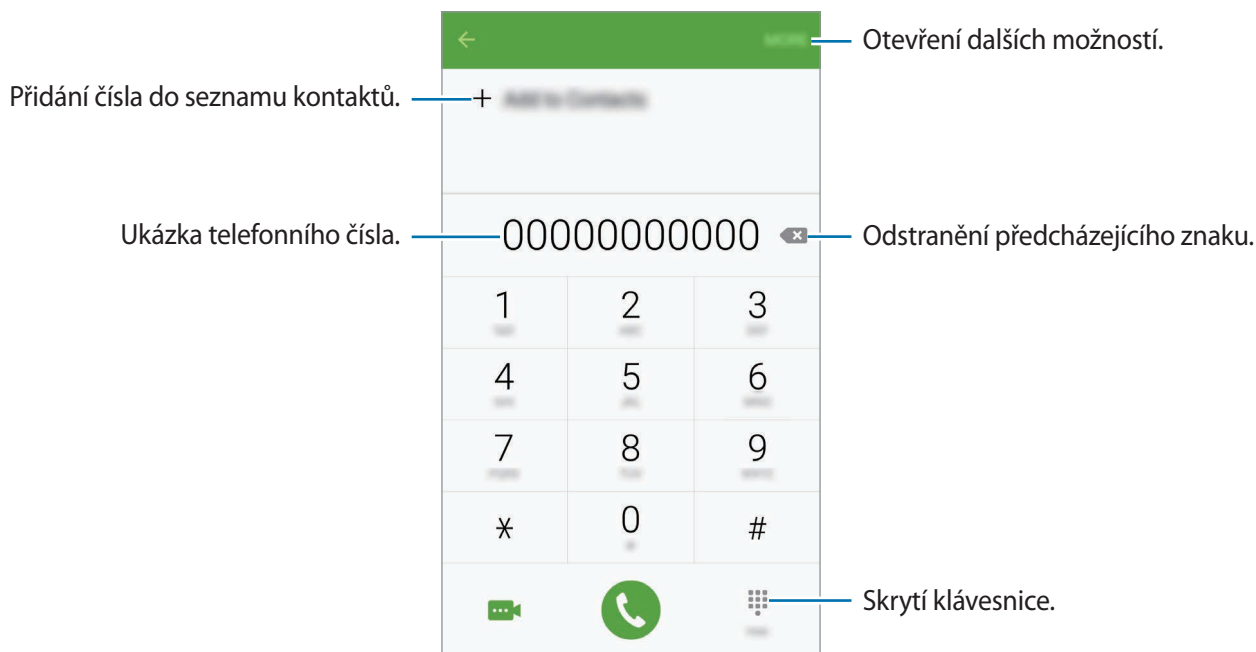 Otevření dalších možností.
Přidání čísla do seznamu kontaktů.
Ukázka telefonního čísla.
00000000000
Odstranění předcházejícího znaku.
1 2 3
4 5 6
7 8 9
* 0 #
Skrytí klávesnice.